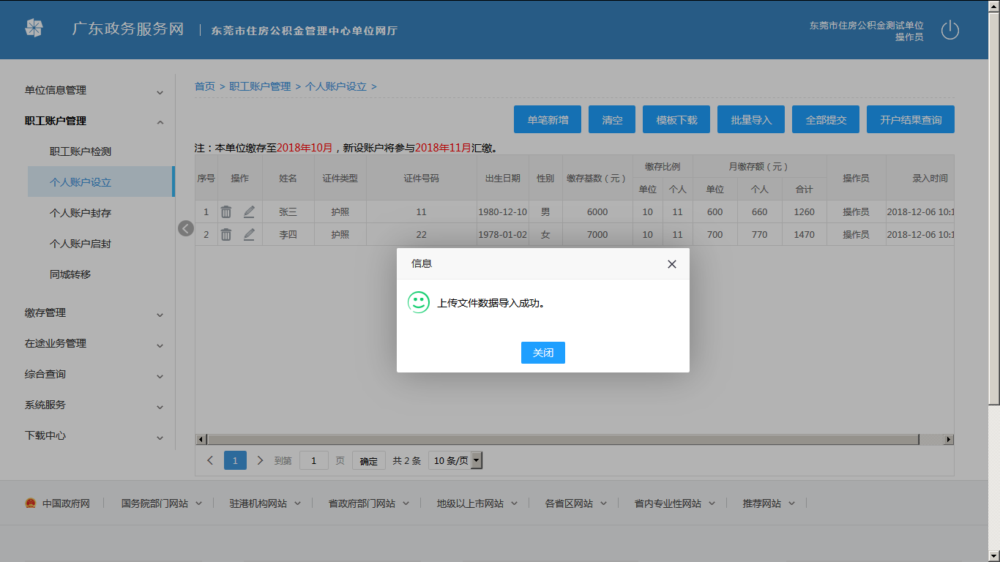 广东政务服务网 | 东莞市住房公积金管理中心单位网厅
东莞市住房公积金测试单位
操作员
单位信息管理
职工账户管理
职工账户检测
个人账户设立
个人账户封存
个人账户启封
同城转移
缴存管理
在途业务管理
综合查询
系统服务
下载中心
首页 > 职工账户管理 > 个人账户设立 >
单笔新增 清空 模板下载 批量导入 全部提交 开户结果查询
注：本单位缴存至2018年10月，新设账户将参与2018年11月汇缴。
序号 操作 姓名 证件类型 证件号码 出生日期 性别 缴存基数（元） 缴存比例 月缴存额（元） 操作员 录入时间
单位 个人 单位 个人 合计
1 张三 护照 11 1980-12-10 男 6000 10 11 600 660 1260 操作员 2018-12-06 10:1
2 李四 护照 22 1978-01-02 女 7000 10 11 700 770 1470 操作员 2018-12-06 10:1
信息
上传文件数据导入成功。
关闭
1 到第 1 页 确定 共 2 条 10 条/页
中国政府网 国务院部门网站 驻港机构网站 省政府部门网站 地级以上市网站 各省区网站 省内专业性网站 推荐网站